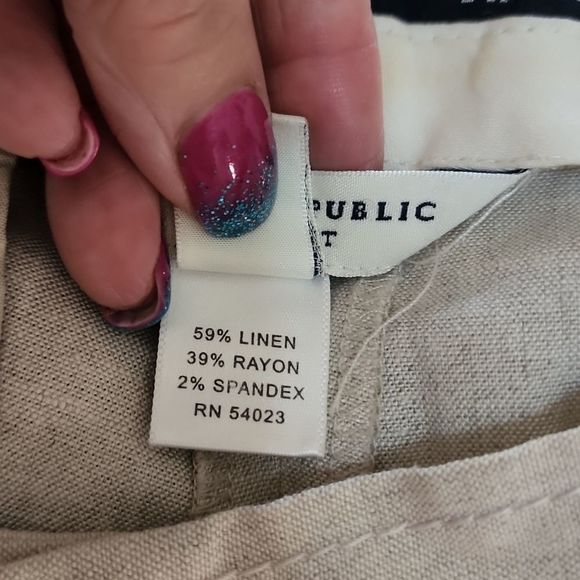 PUBLIC
T
59% LINEN
39% RAYON
2% SPANDEX
RN 54023